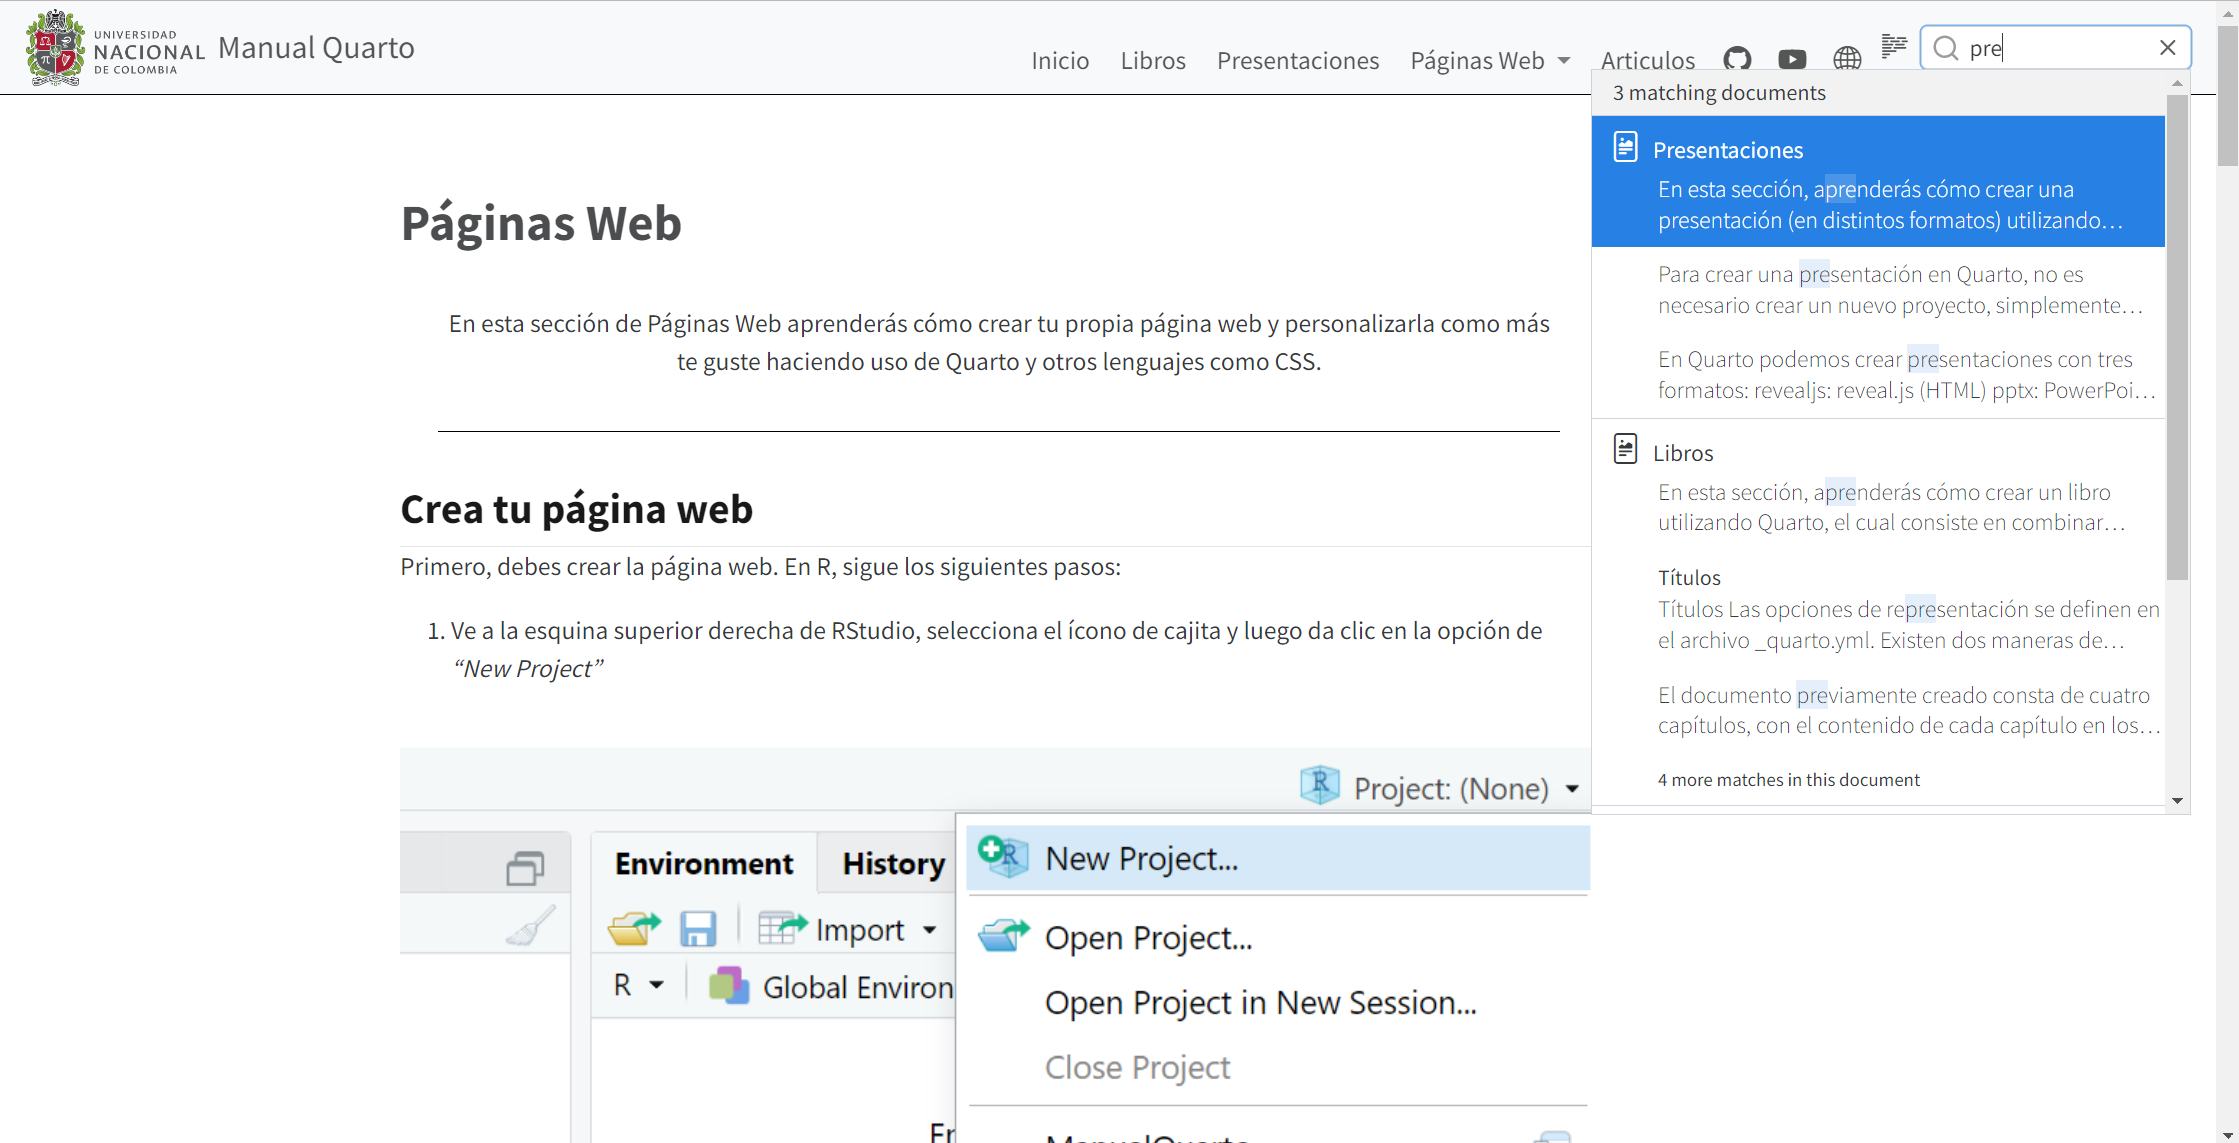 UNIVERSIDAD
NACIONAL
DE COLOMBIA
Manual Quarto
Inicio
Libros
Presentaciones
Páginas Web
Articulos
pre
3 matching documents
Presentaciones
En esta sección, aprenderás cómo crear una
presentación (en distintos formatos) utilizando…
Para crear una presentación en Quarto, no es
necesario crear un nuevo proyecto, simplemente…
En Quarto podemos crear presentaciones con tres
formatos: revealjs: reveal.js (HTML) pptx: PowerPoi…
Libros
En esta sección, aprenderás cómo crear un libro
utilizando Quarto, el cual consiste en combinar…
Títulos
Títulos Las opciones de representación se definen en
el archivo _quarto.yml. Existen dos maneras de…
El documento previamente creado consta de cuatro
capítulos, con el contenido de cada capítulo en los…
4 more matches in this document
Páginas Web
En esta sección de Páginas Web aprenderás cómo crear tu propia página web y personalizarla como más
te guste haciendo uso de Quarto y otros lenguajes como CSS.
Crea tu página web
Primero, debes crear la página web. En R, sigue los siguientes pasos:
1. Ve a la esquina superior derecha de RStudio, selecciona el ícono de cajita y luego da clic en la opción de
“New Project”
Project: (None)
Environment
History
New Project...
Import
Open Project...
R
Global Environ
Open Project in New Session...
Close Project
ManualQuarto